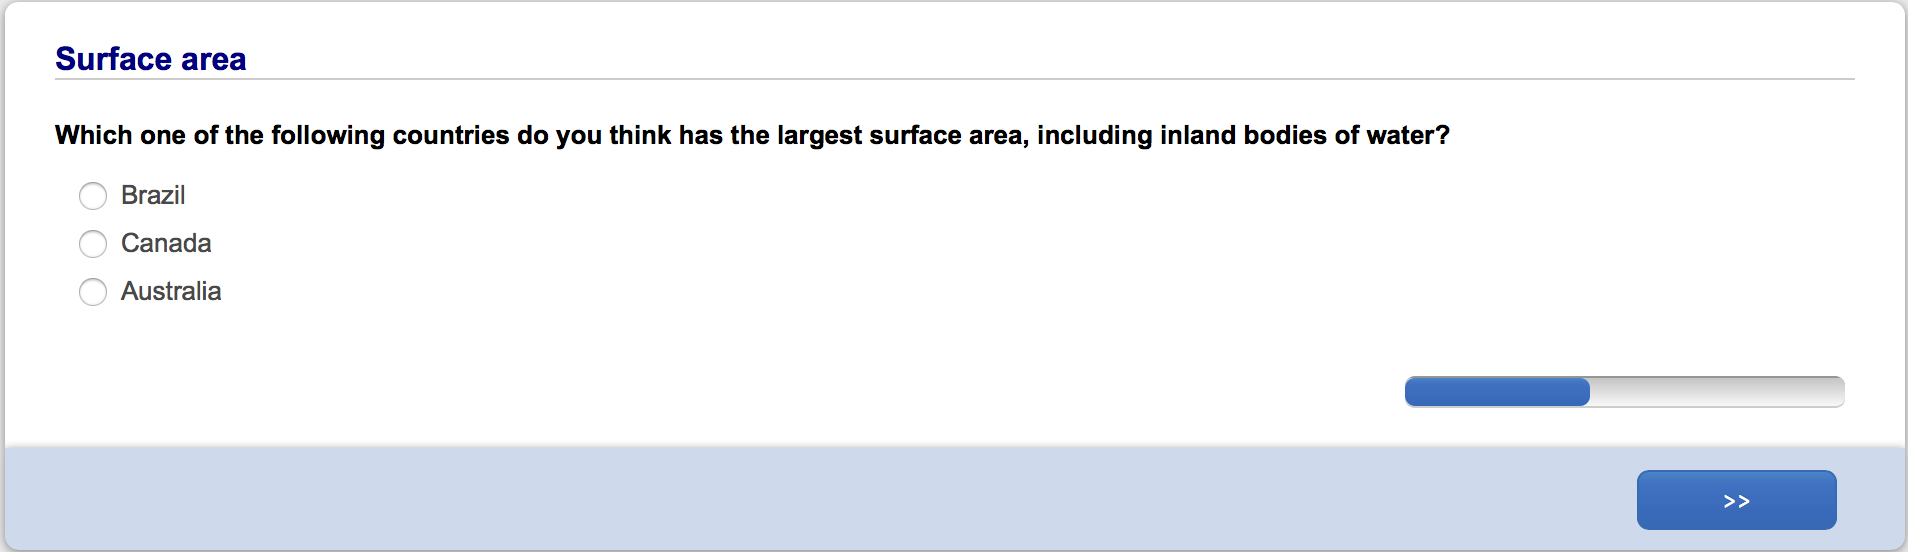 Surface area
Which one of the following countries do you think has the largest surface area, including inland bodies of water?
Brazil
Canada
Australia
>>